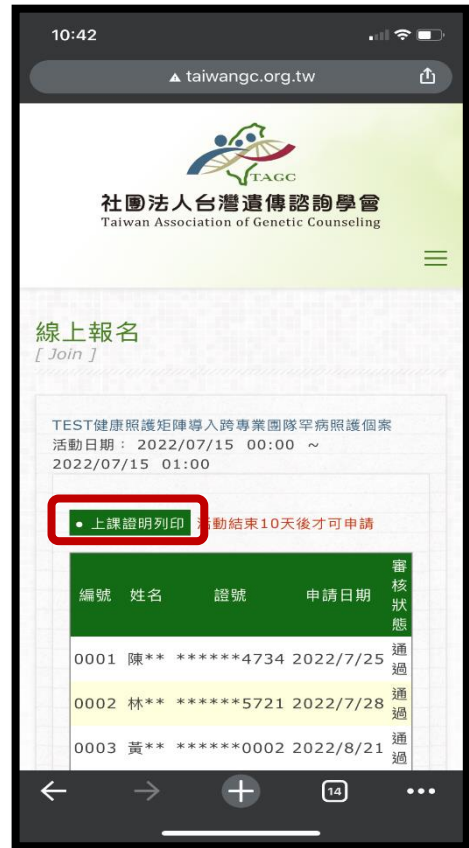 10:42
taiwangc.org.tw
TAGC
社團法人台灣遺傳諮詢學會
Taiwan Association of Genetic Counseling
線上報名
[ Join ]
TEST健康照護矩陣導入跨專業團隊罕病照護個案
活動日期： 2022/07/15 00:00 ~
2022/07/15 01:00
• 上課證明列印 活動結束10天後才可申請
編號 姓名 證號 申請日期 審核狀態
0001 陳** ******4734 2022/7/25 通過
0002 林** ******5721 2022/7/28 通過
0003 黃** ******0002 2022/8/21 通過
14